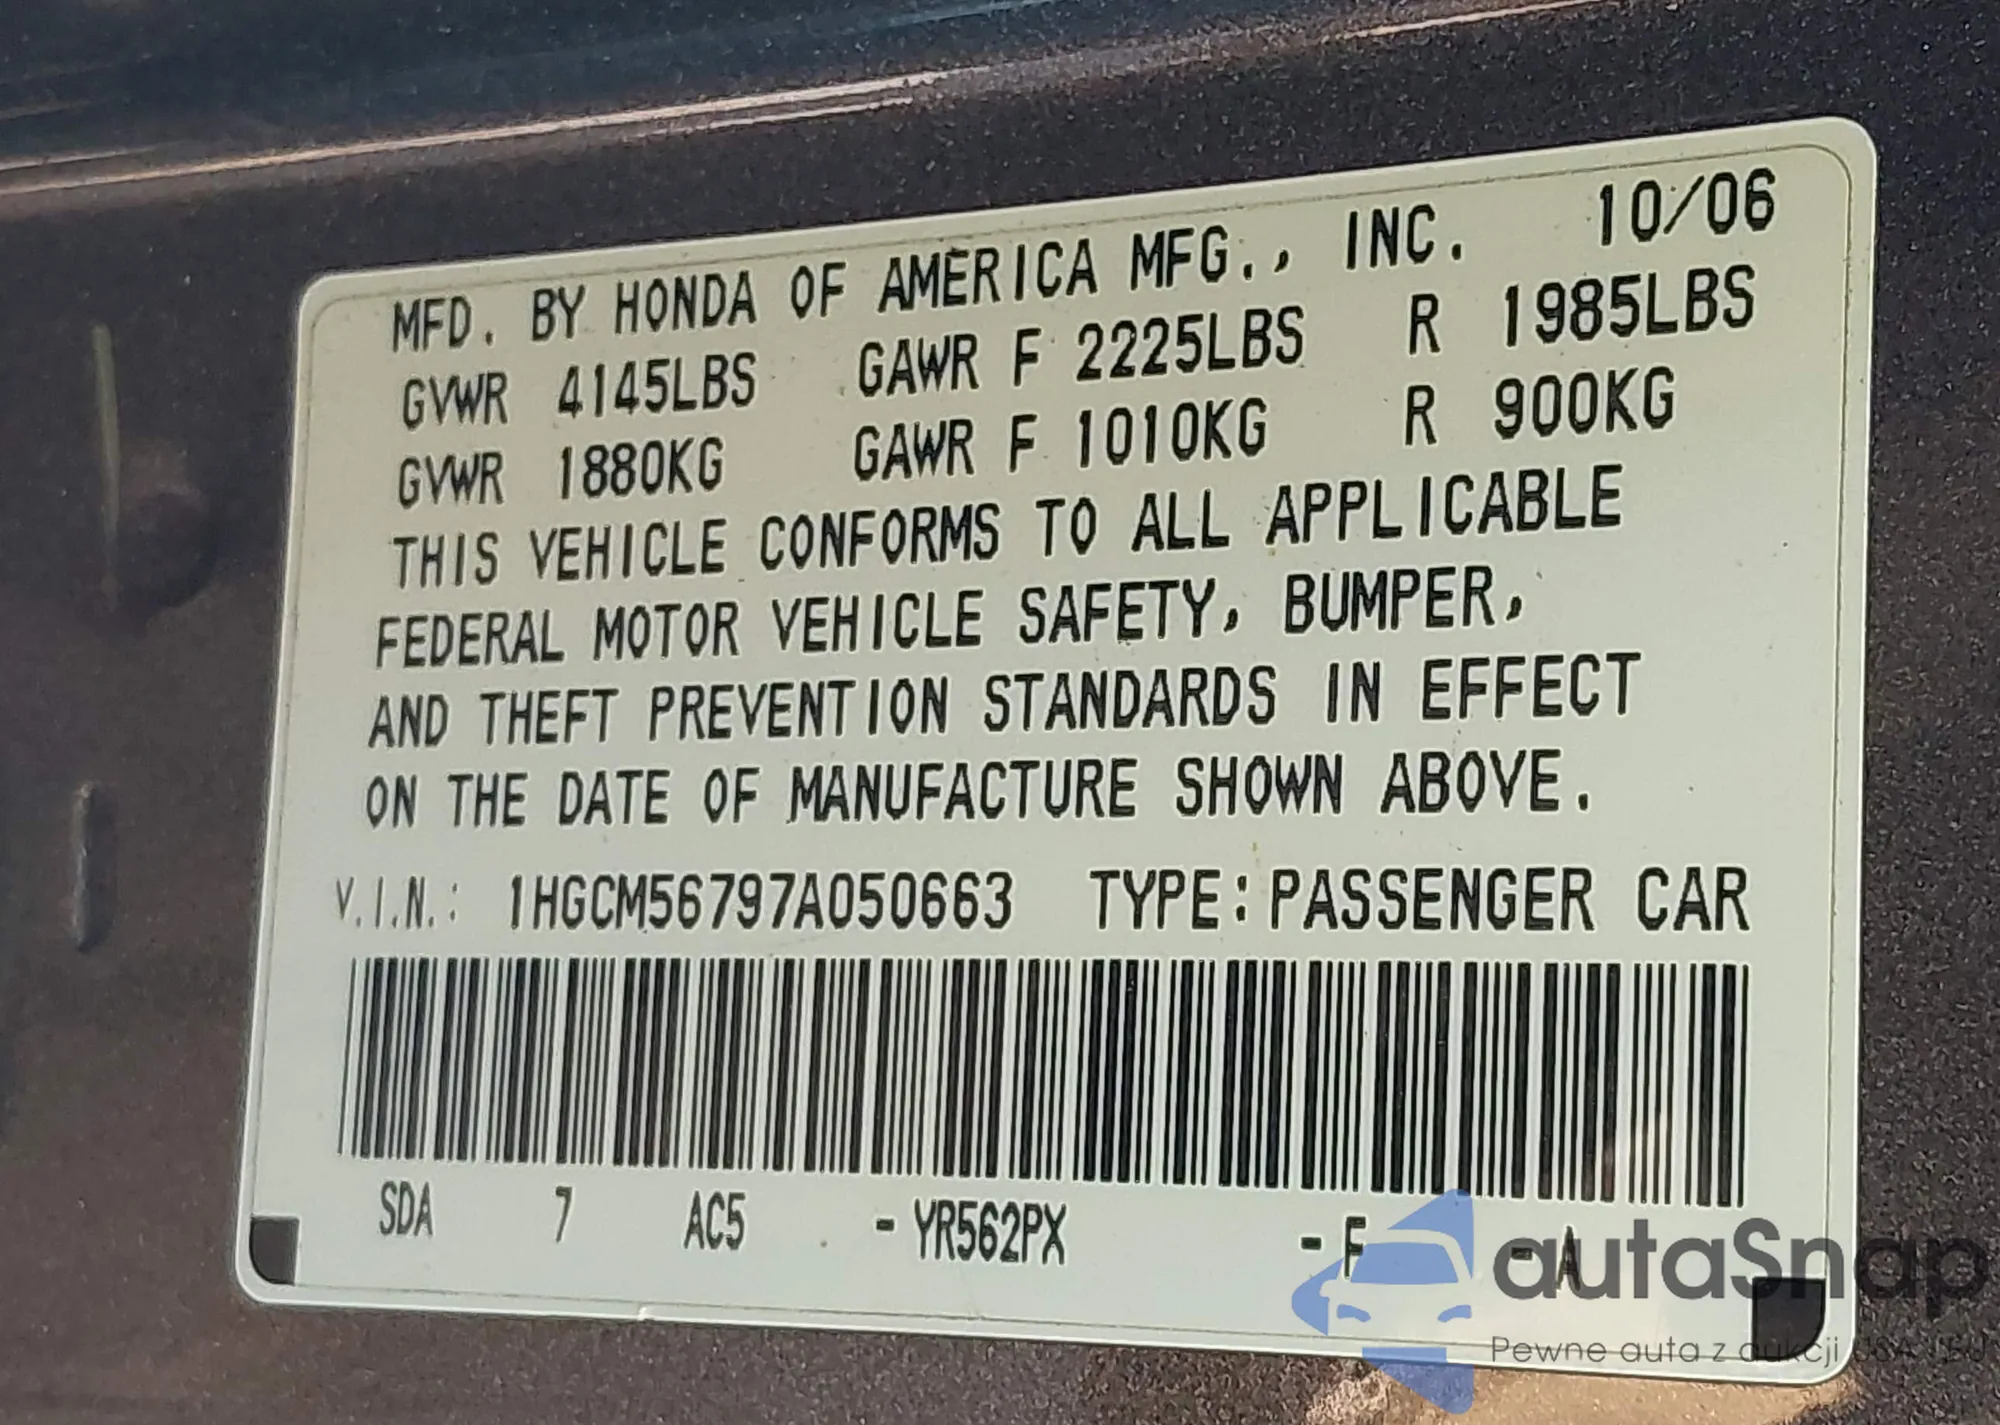 MFD. BY HONDA OF AMERICA MFG., INC. 10/06
GVWR 4145LBS GAWR F 2225LBS R 1985LBS
GVWR 1880KG GAWR F 1010KG R 900KG
THIS VEHICLE CONFORMS TO ALL APPLICABLE
FEDERAL MOTOR VEHICLE SAFETY, BUMPER,
AND THEFT PREVENTION STANDARDS IN EFFECT
ON THE DATE OF MANUFACTURE SHOWN ABOVE.
V.I.N.: 1HGCM56797A050663 TYPE: PASSENGER CAR
SDA 7 AC5 - YR562PX - F - A
autaSnap
Pewne auta z aukcji USA i EU